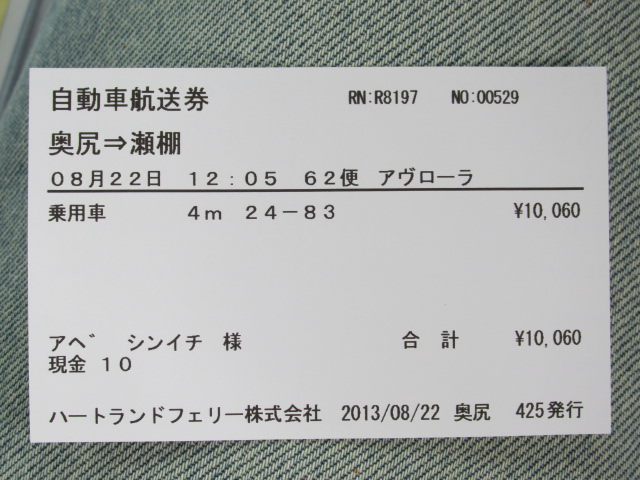 自動車航送券 RN:R8197 NO:00529
奥尻⇒瀬棚
０８月２２日 １２：０５ ６２便 アヴローラ
乗用車 ４ｍ ２４－８３ ¥10,060
アベ シンイチ 様 合 計 ¥10,060
現金 １０
ハートランドフェリー株式会社 2013/08/22 奥尻 425発行